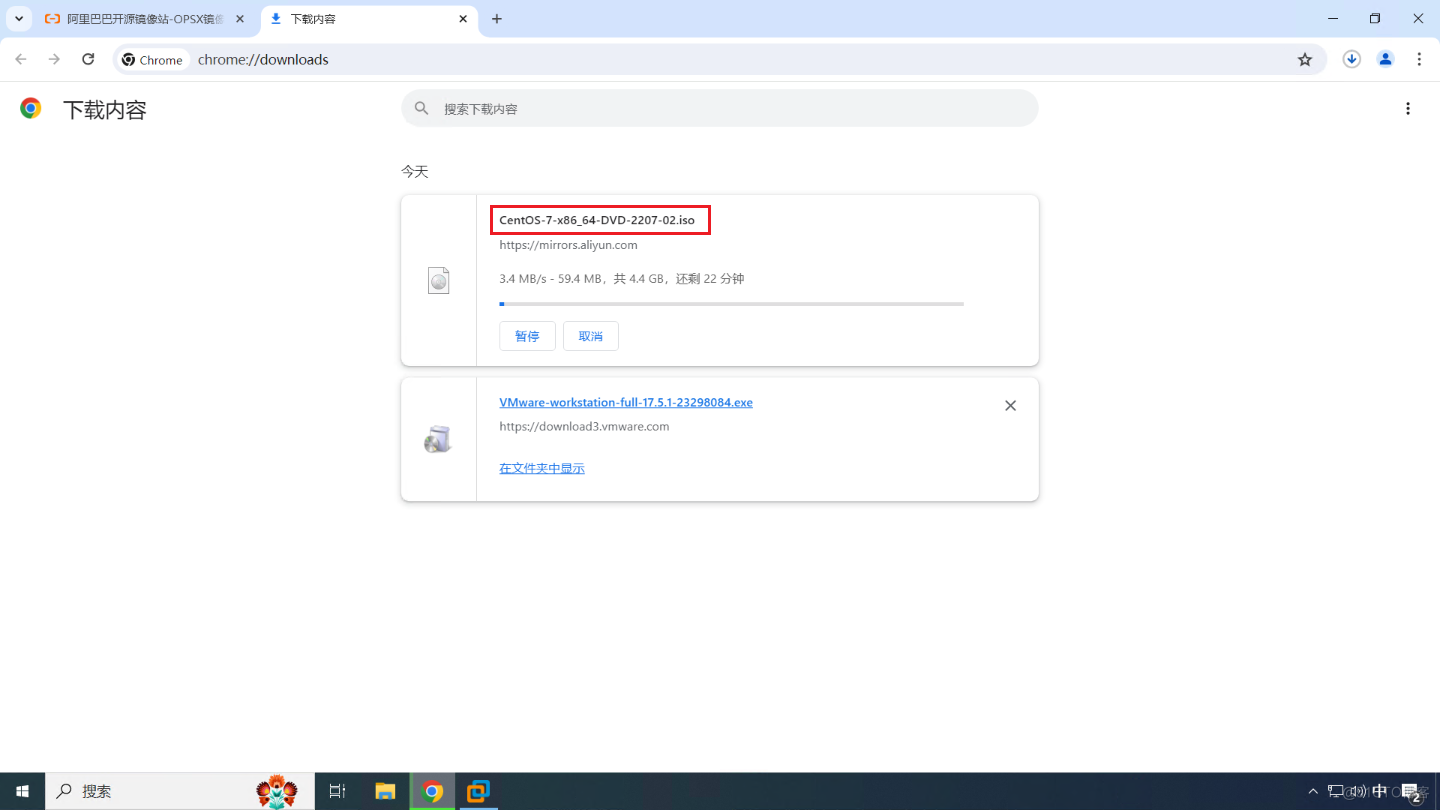 阿里巴巴开源镜像站-OPSX镜像
下载内容
Chrome
chrome://downloads
下载内容
搜索下载内容
今天
CentOS-7-x86_64-DVD-2207-02.iso
https://mirrors.aliyun.com
3.4 MB/s - 59.4 MB，共 4.4 GB，还剩 22 分钟
暂停
取消
VMware-workstation-full-17.5.1-23298084.exe
https://download3.vmware.com
在文件夹中显示
搜索
中
2